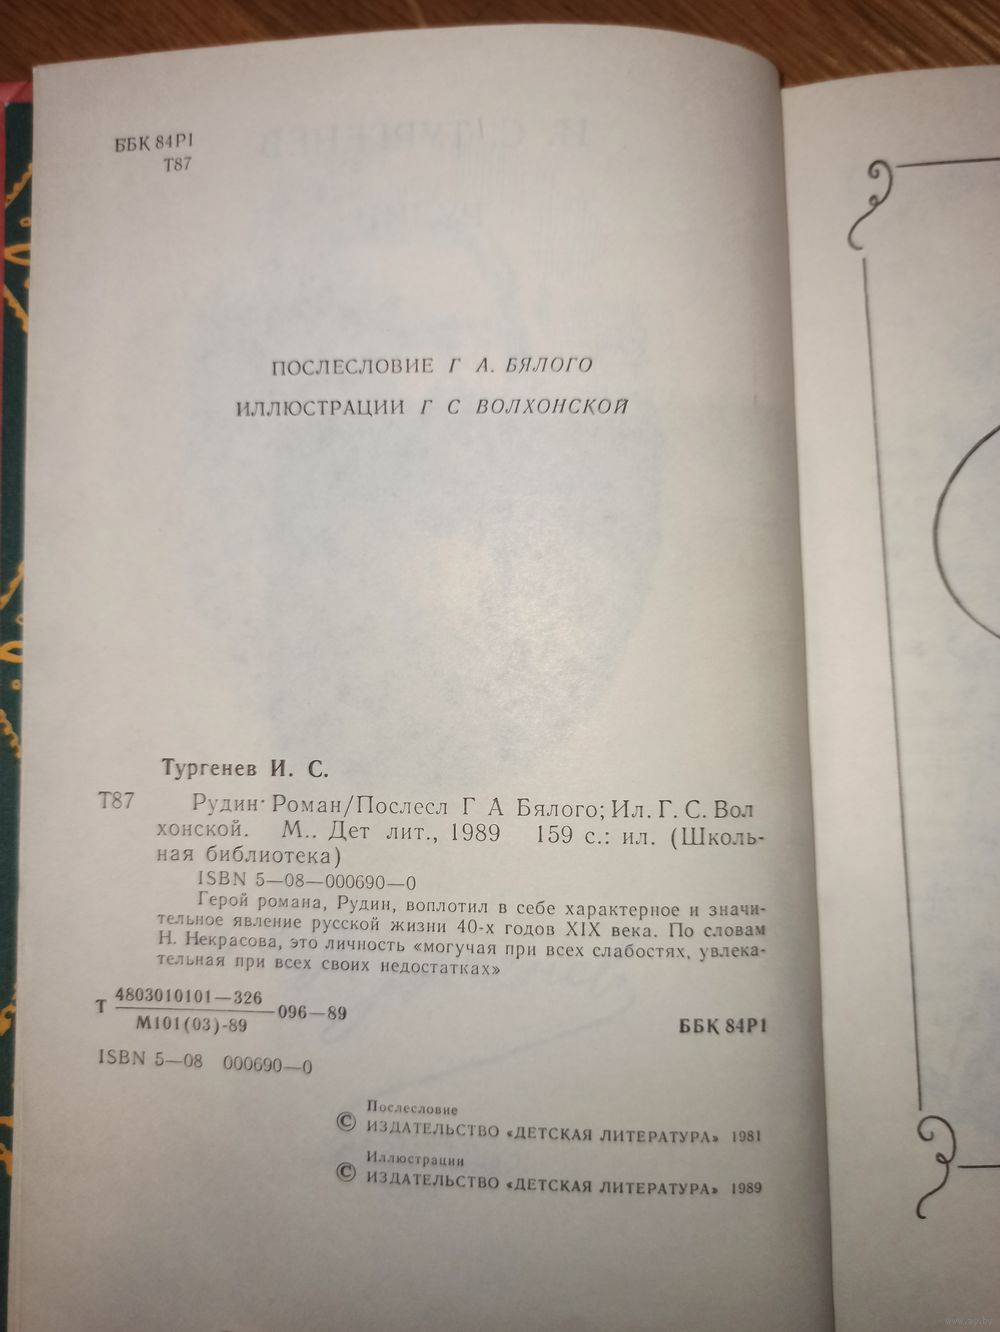 ББК 84Р1
Т87
ПОСЛЕСЛОВИЕ Г А. БЯЛОГО
ИЛЛЮСТРАЦИИ Г С ВОЛХОНСКОЙ
Тургенев И. С.
Т87 Рудин· Роман/Послесл Г А Бялого; Ил. Г. С. Вол
хонской. М.. Дет лит., 1989 159 с.: ил. (Школь-
ная библиотека)
ISBN 5—08—000690—0
Герой романа, Рудин, воплотил в себе характерное и значи-
тельное явление русской жизни 40-х годов XIX века. По словам
Н. Некрасова, это личность «могучая при всех слабостях, увлека-
тельная при всех своих недостатках»
Т 4803010101—326
М101(03)-89
096—89
ББК 84Р1
ISBN 5—08 000690—0
Послесловие
© ИЗДАТЕЛЬСТВО «ДЕТСКАЯ ЛИТЕРАТУРА» 1981
Иллюстрации
© ИЗДАТЕЛЬСТВО «ДЕТСКАЯ ЛИТЕРАТУРА» 1989
www.ay.by